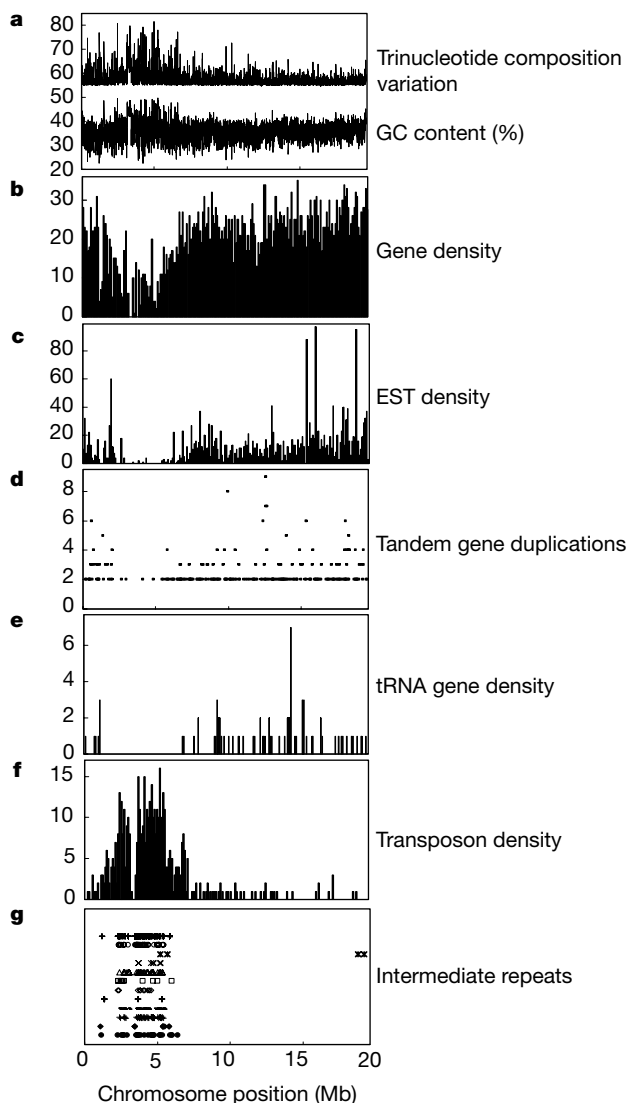 a
80
70
60
50
40
30
20
Trinucleotide composition
variation
GC content (%)
b
30
20
10
0
Gene density
c
80
60
40
20
0
EST density
d
8
6
4
2
0
Tandem gene duplications
e
6
4
2
0
tRNA gene density
f
15
10
5
0
Transposon density
g
Intermediate repeats
0 5 10 15 20
Chromosome position (Mb)